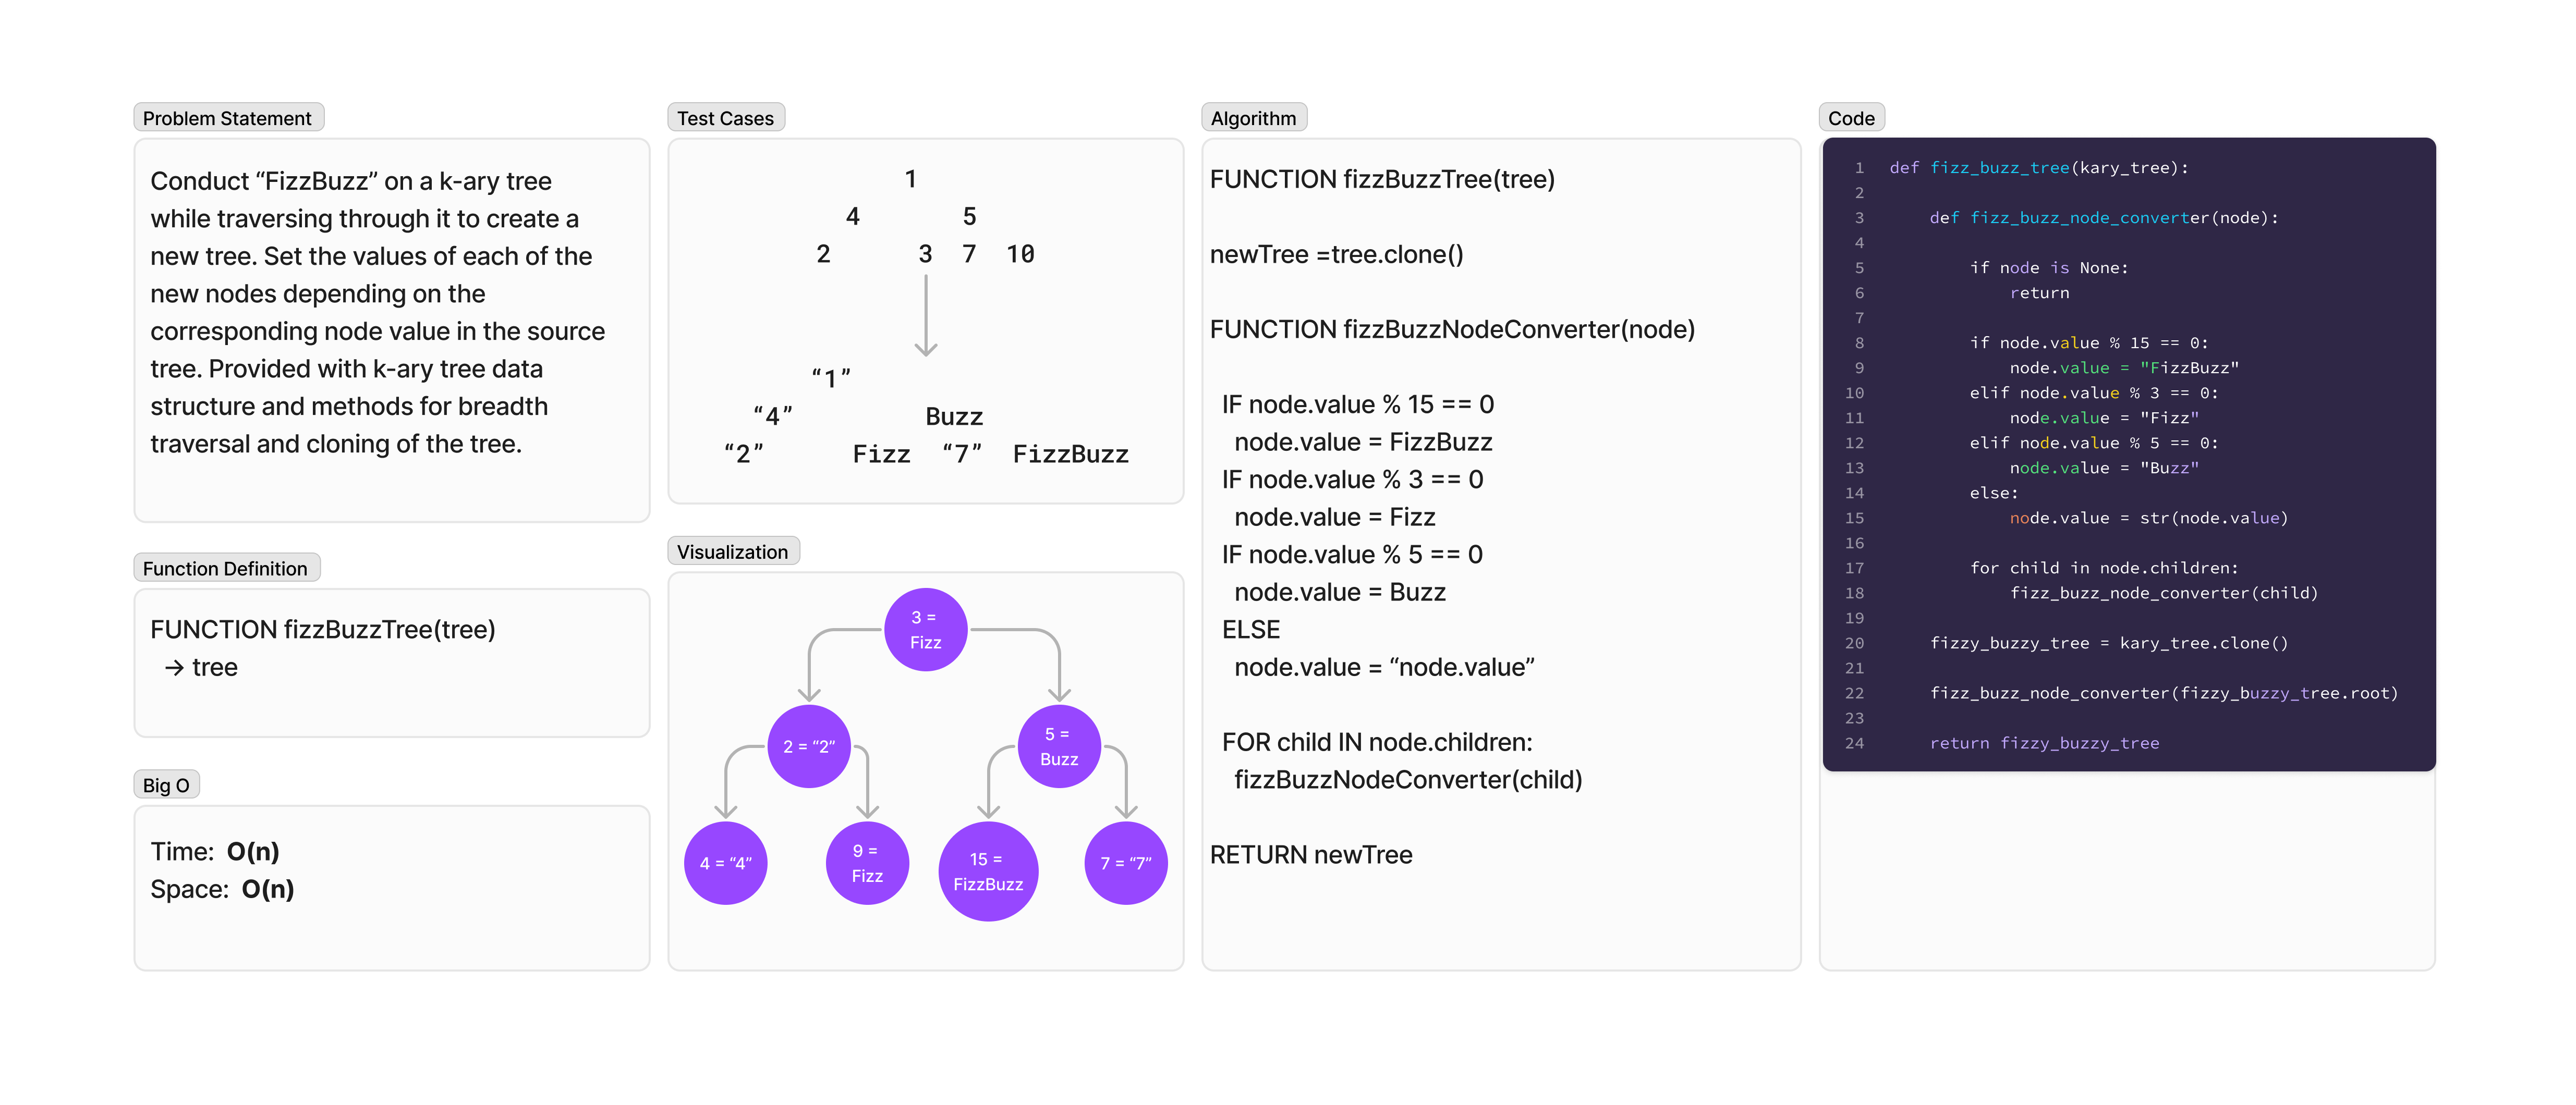 Problem Statement
Conduct “FizzBuzz” on a k-ary tree
while traversing through it to create a
new tree. Set the values of each of the
new nodes depending on the
corresponding node value in the source
tree. Provided with k-ary tree data
structure and methods for breadth
traversal and cloning of the tree.
Function Definition
FUNCTION fizzBuzzTree(tree)
→ tree
Big O
Time: O(n)
Space: O(n)
Test Cases
1
4 5
2 3 7 10
“1”
“4” Buzz
“2” Fizz “7” FizzBuzz
Visualization
3 =
Fizz
2 = “2”
5 =
Buzz
4 = “4”
9 =
Fizz
15 =
FizzBuzz
7 = “7”
Algorithm
FUNCTION fizzBuzzTree(tree)
newTree =tree.clone()
FUNCTION fizzBuzzNodeConverter(node)
IF node.value % 15 == 0
node.value = FizzBuzz
IF node.value % 3 == 0
node.value = Fizz
IF node.value % 5 == 0
node.value = Buzz
ELSE
node.value = “node.value”
FOR child IN node.children:
fizzBuzzNodeConverter(child)
RETURN newTree
Code
1 def fizz_buzz_tree(kary_tree):
2
3 def fizz_buzz_node_converter(node):
4
5 if node is None:
6 return
7
8 if node.value % 15 == 0:
9 node.value = "FizzBuzz"
10 elif node.value % 3 == 0:
11 node.value = "Fizz"
12 elif node.value % 5 == 0:
13 node.value = "Buzz"
14 else:
15 node.value = str(node.value)
16
17 for child in node.children:
18 fizz_buzz_node_converter(child)
19
20 fizzy_buzzy_tree = kary_tree.clone()
21
22 fizz_buzz_node_converter(fizzy_buzzy_tree.root)
23
24 return fizzy_buzzy_tree